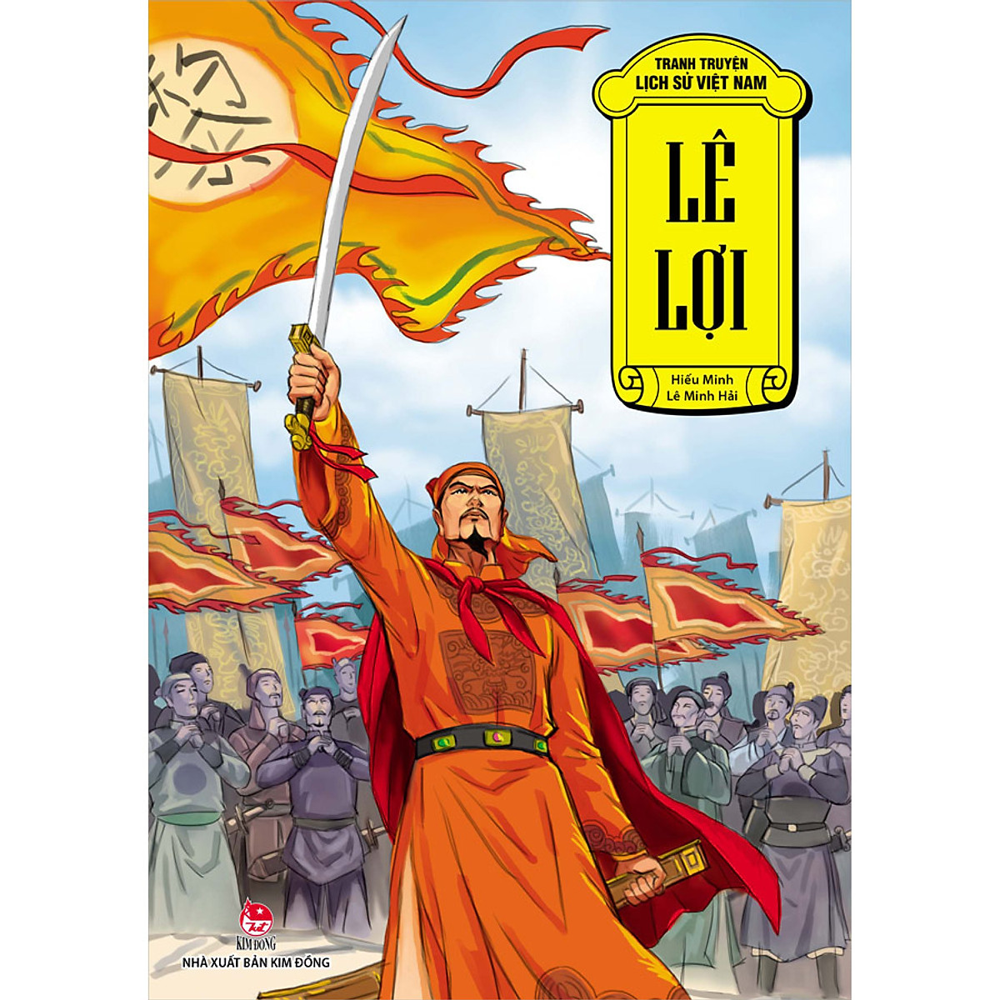 TRANH TRUYỆN
LỊCH SỬ VIỆT NAM
LÊ
LỢI
Hiếu Minh
Lê Minh Hải
KIM ĐỒNG
NHÀ XUẤT BẢN KIM ĐỒNG